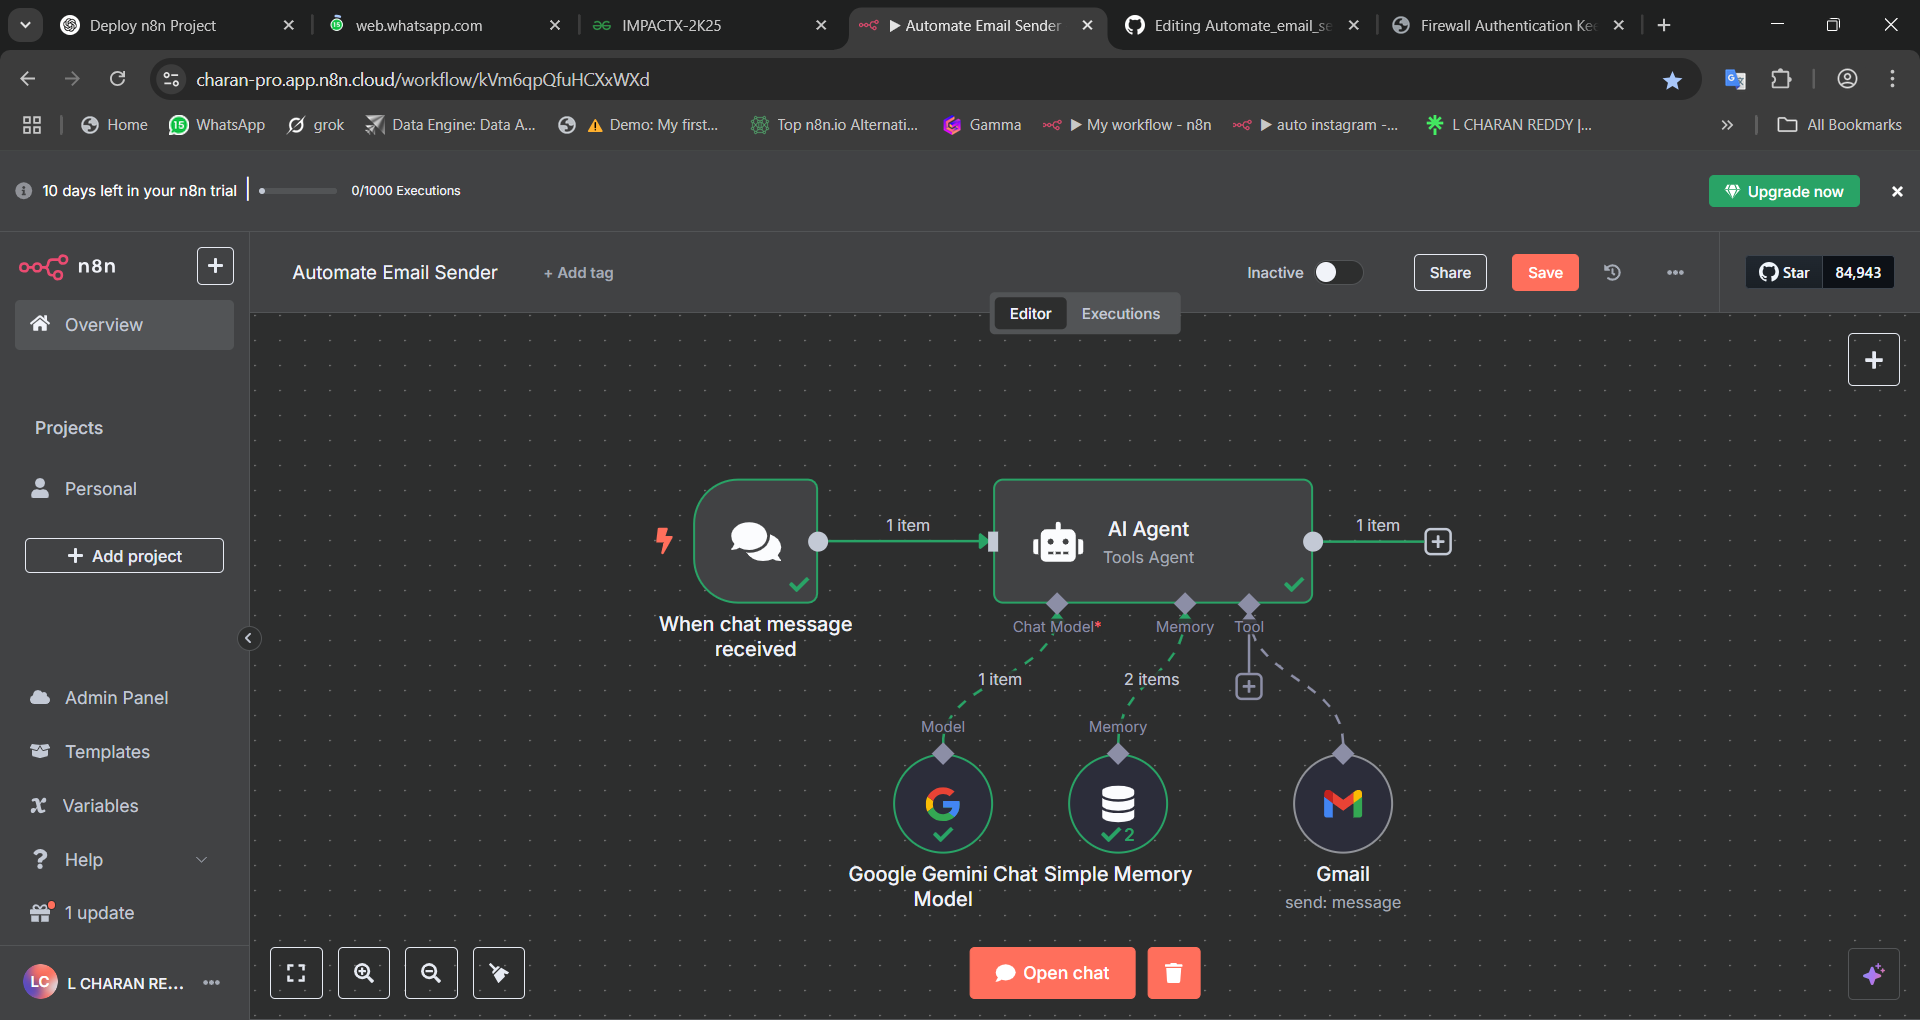 Deploy n8n Project
web.whatsapp.com
IMPACTX-2K25
Automate Email Sender
Editing Automate_email_se
Firewall Authentication Kee
charan-pro.app.n8n.cloud/workflow/kVm6qpQfuHCXxWXd
Home
15
WhatsApp
grok
Data Engine: Data A...
Demo: My first...
Top n8n.io Alternati...
Gamma
My workflow - n8n
auto instagram -...
L CHARAN REDDY |...
All Bookmarks
10 days left in your n8n trial
0/1000 Executions
Upgrade now
n8n
Automate Email Sender
+ Add tag
Inactive
Share
Save
Star
84,943
Editor
Executions
Overview
Projects
Personal
Add project
Admin Panel
Templates
Variables
Help
1 update
LC
L CHARAN RE...
1 item
AI Agent
Tools Agent
1 item
When chat message
received
Chat Model*
Memory
Tool
1 item
2 items
Model
Memory
2
Google Gemini Chat
Model
Simple Memory
Gmail
send: message
Open chat